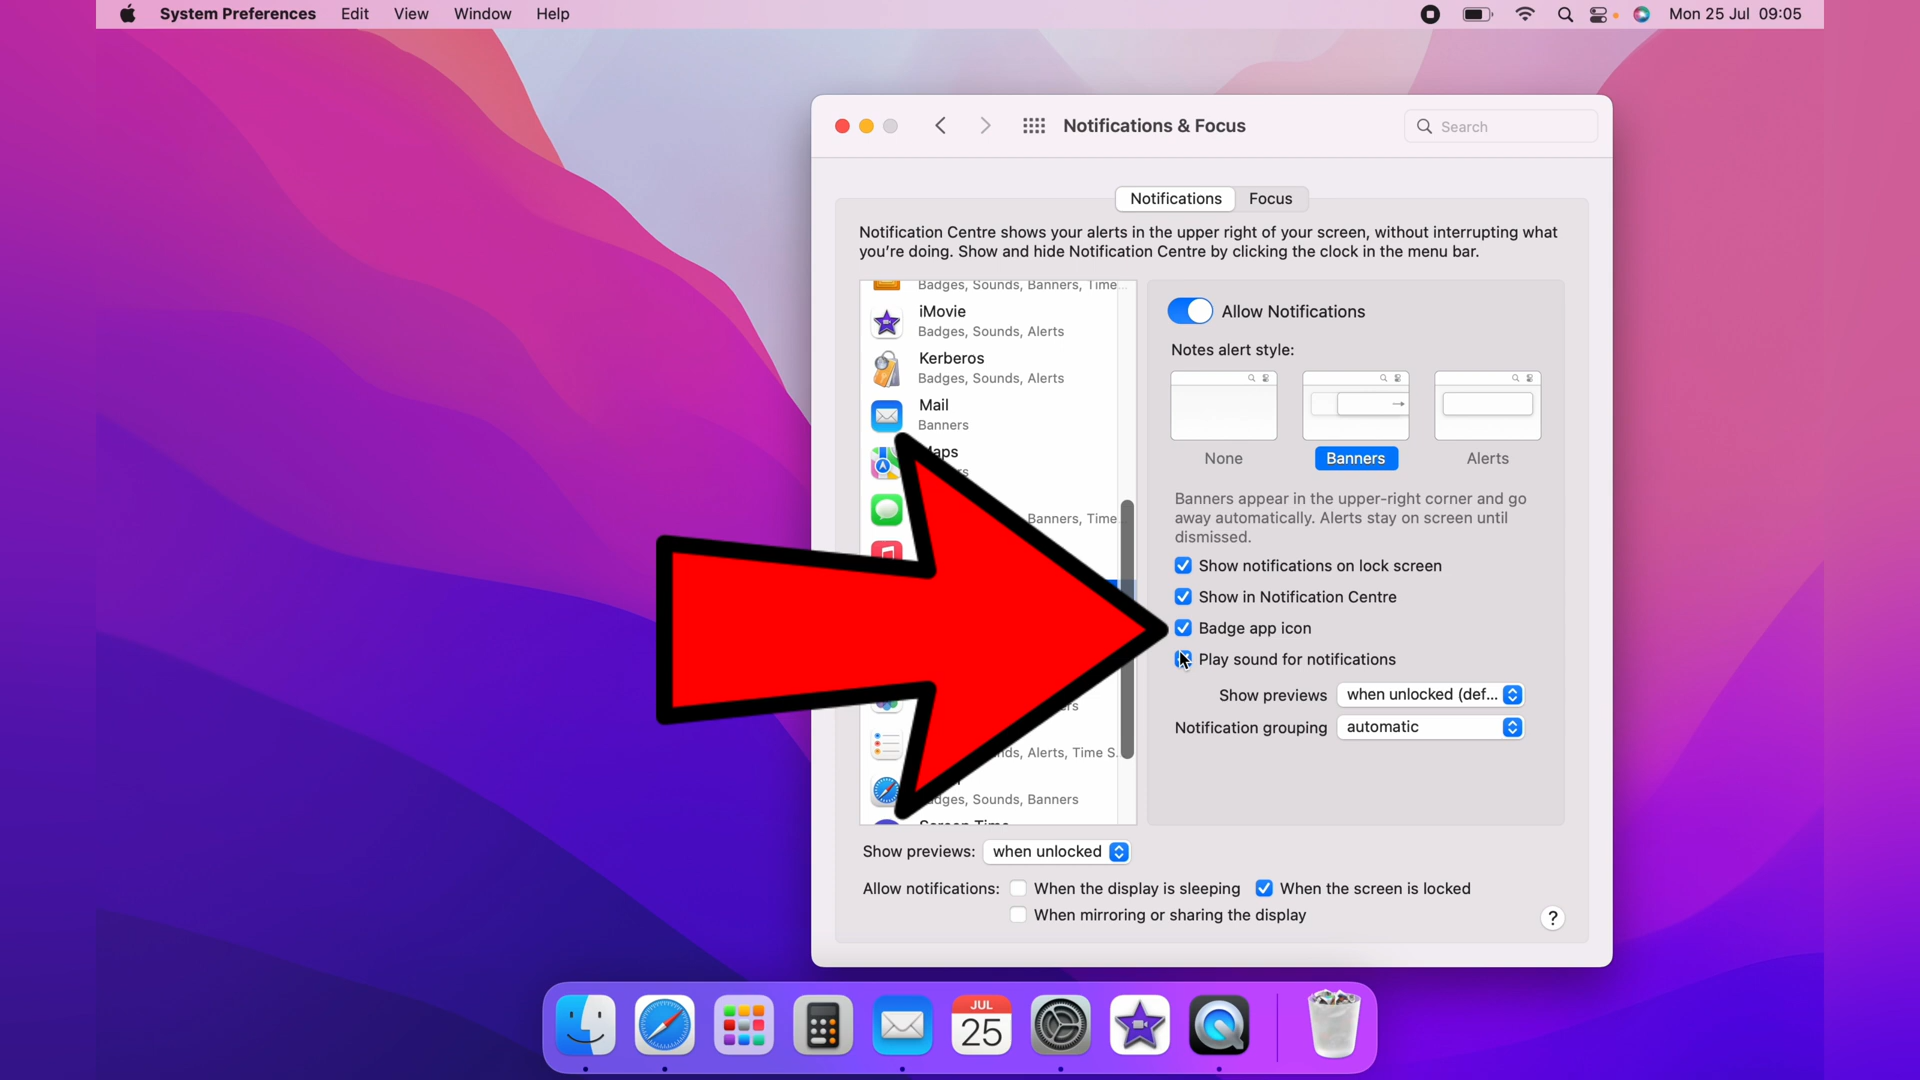 System Preferences Edit View Window Help Mon 25 Jul 09:05
Notifications & Focus
Search
Notifications Focus
Notification Centre shows your alerts in the upper right of your screen, without interrupting what
you're doing. Show and hide Notification Centre by clicking the clock in the menu bar.
Badges, Sounds, Banners, Time...
iMovie
Badges, Sounds, Alerts
Kerberos
Badges, Sounds, Alerts
Mail
Banners
Banners, Time
Alerts, Time S...
Sounds, Banners
Screen Time
Allow Notifications
Notes alert style:
None
Banners
Alerts
Banners appear in the upper-right corner and go
away automatically. Alerts stay on screen until
dismissed.
Show notifications on lock screen
Show in Notification Centre
Badge app icon
Play sound for notifications
Show previews when unlocked (def...
Notification grouping automatic
Show previews: when unlocked
Allow notifications: When the display is sleeping When the screen is locked
When mirroring or sharing the display
?
JUL
25